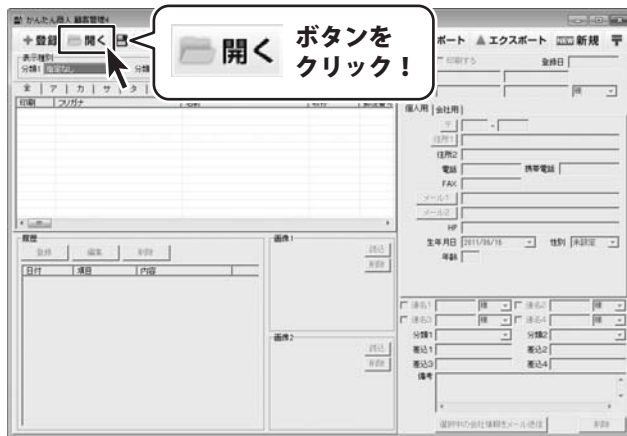 かんたん商人 顧客管理4
登録 開く
開く
ボタンを
クリック！
ポート ▲エクスポート NEW新規 〒
表示種別
分類1 指定なし 分類
印刷する 登録日
全 ア カ サ タ
様
印刷 フリガナ 名前
個人用 会社用
〒 -
住所1
住所2
電話 携帯電話
FAX
メール1
メール2
HP
生年月日 2011/06/16 性別 未設定
年齢
履歴
登録 編集 削除
日付 項目 内容
画像1
読込
削除
画像2
読込
削除
連名1 様 連名2 様
連名3 様 連名4 様
分類1 分類2
差込1 差込2
差込3 差込4
備考
選択中の会社情報をメール送信 削除